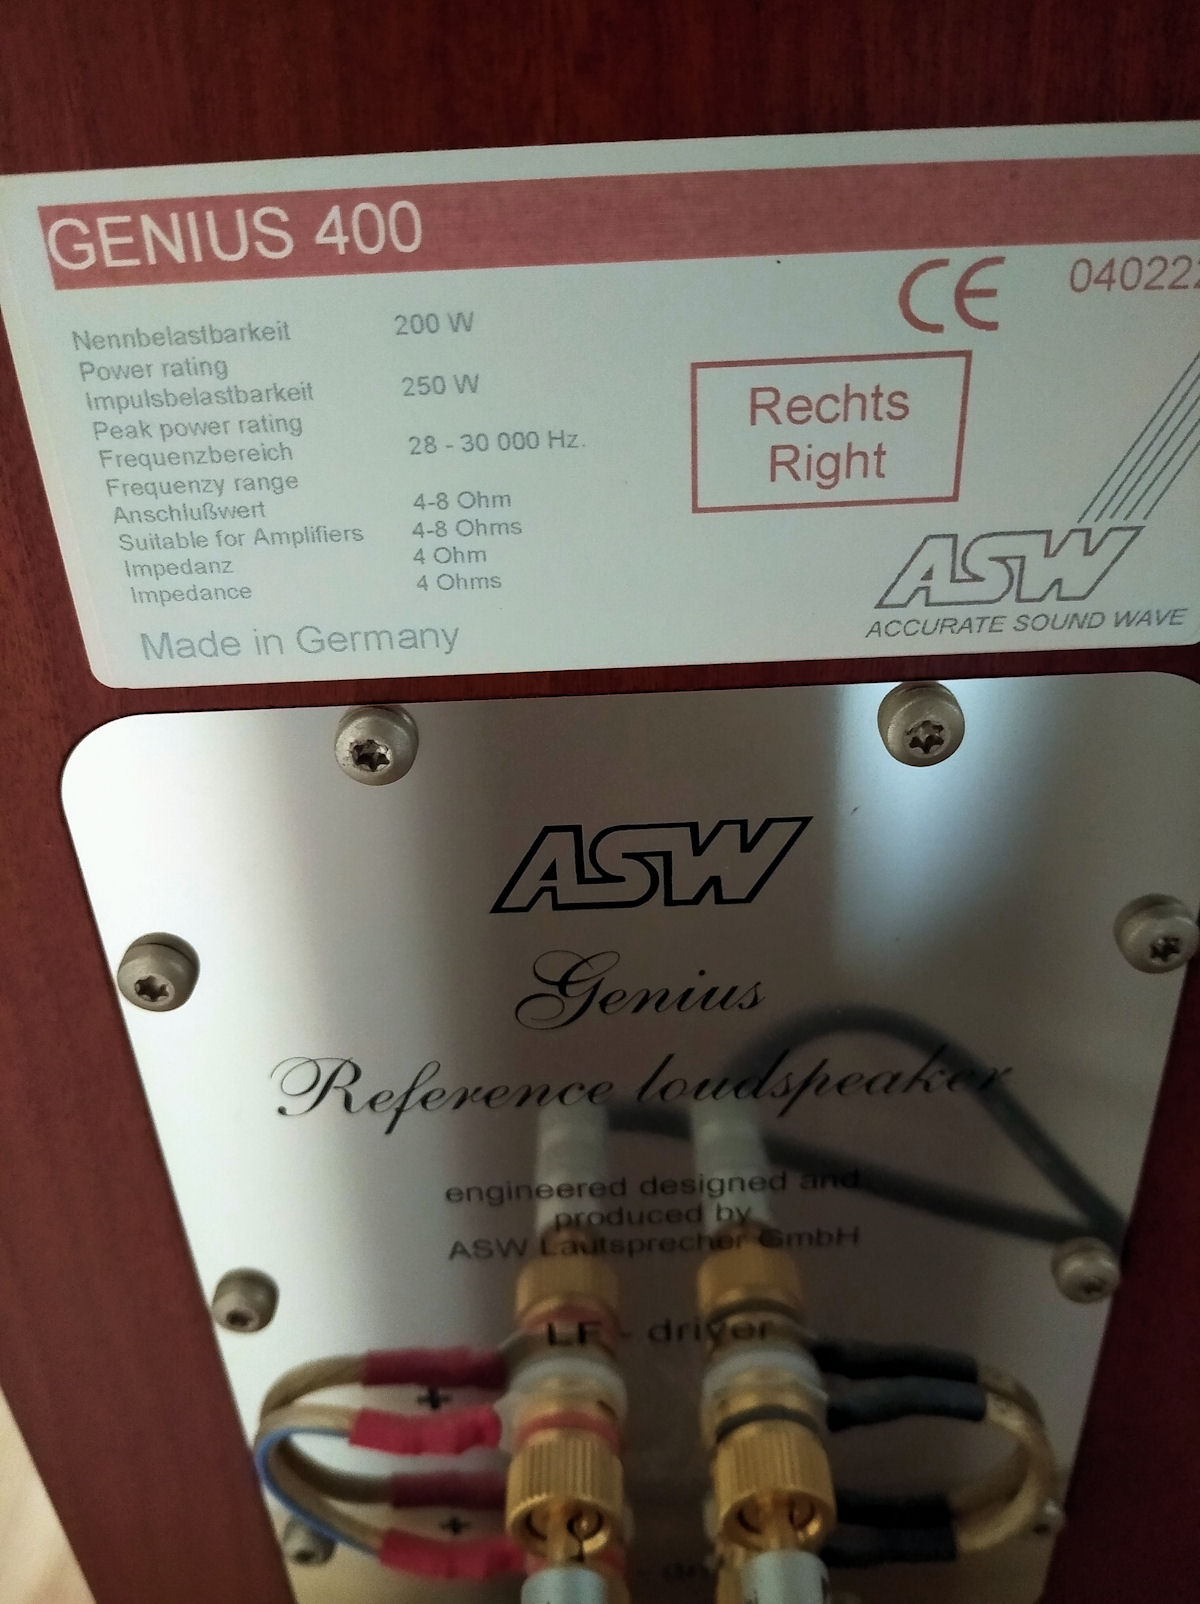 GENIUS 400
CE 04022
Nennbelastbarkeit 200 W
Power rating
Impulsbelastbarkeit 250 W
Peak power rating
Frequenzbereich 28 - 30 000 Hz.
Frequenzy range
Anschlußwert 4-8 Ohm
Suitable for Amplifiers 4-8 Ohms
Impedanz 4 Ohm
Impedance 4 Ohms
Made in Germany
Rechts
Right
ASW
ACCURATE SOUND WAVE
ASW
Genius
Reference loudspeaker
engineered designed and
produced by
ASW Lautsprecher GmbH
LF - driver
+
+